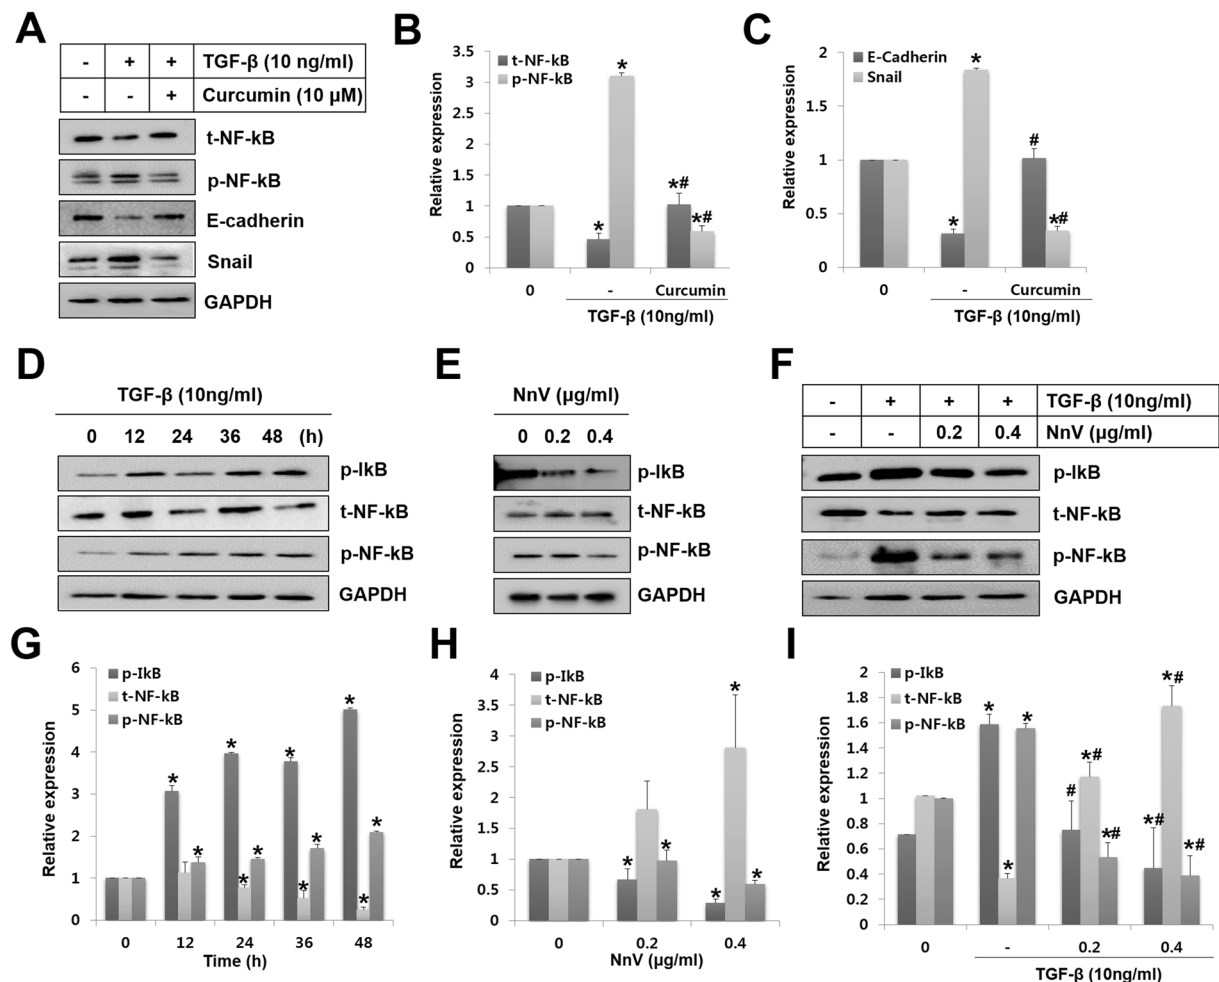 A
- + + TGF-β (10 ng/ml)
- - + Curcumin (10 µM)
t-NF-kB
p-NF-kB
E-cadherin
Snail
GAPDH
B
t-NF-kB
p-NF-kB
Relative expression
3.5
3
2.5
2
1.5
1
0.5
0
*
*
*#
*#
0 - Curcumin
TGF-β (10ng/ml)
C
E-Cadherin
Snail
Relative expression
2
1.5
1
0.5
0
*
*
#
*#
0 - Curcumin
TGF-β (10ng/ml)
D
TGF-β (10ng/ml)
0 12 24 36 48 (h)
p-IkB
t-NF-kB
p-NF-kB
GAPDH
E
NnV (µg/ml)
0 0.2 0.4
p-IkB
t-NF-kB
p-NF-kB
GAPDH
F
- + + + TGF-β (10ng/ml)
- - 0.2 0.4 NnV (µg/ml)
p-IkB
t-NF-kB
p-NF-kB
GAPDH
G
p-IkB
t-NF-kB
p-NF-kB
Relative expression
6
5
4
3
2
1
0
* * * *
* * * *
* * *
0 12 24 36 48
Time (h)
H
p-IkB
t-NF-kB
p-NF-kB
Relative expression
4
3.5
3
2.5
2
1.5
1
0.5
0
*
* *
* *
0 0.2 0.4
NnV (µg/ml)
I
p-IkB
t-NF-kB
p-NF-kB
Relative expression
2
1.8
1.6
1.4
1.2
1
0.8
0.6
0.4
0.2
0
* * *
# *# *#
*# *# *#
0 - 0.2 0.4
TGF-β (10ng/ml)